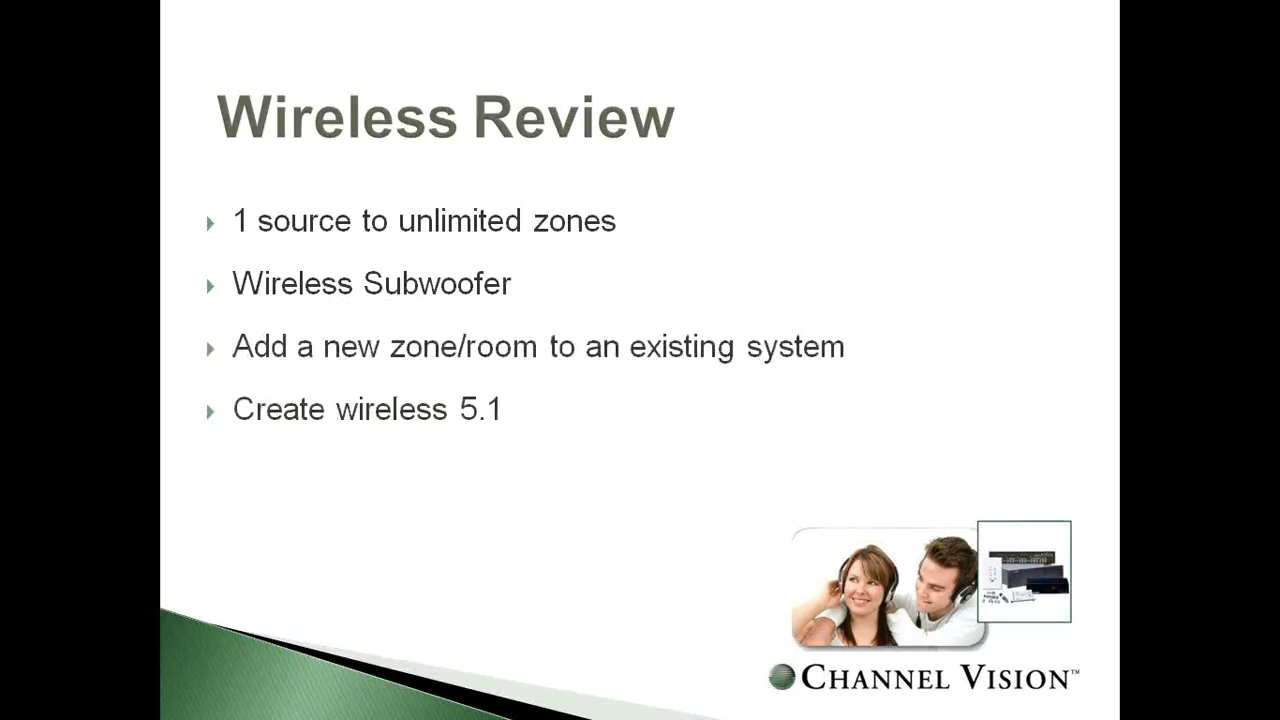 Wireless Review
1 source to unlimited zones
Wireless Subwoofer
Add a new zone/room to an existing system
Create wireless 5.1
CHANNEL VISION™